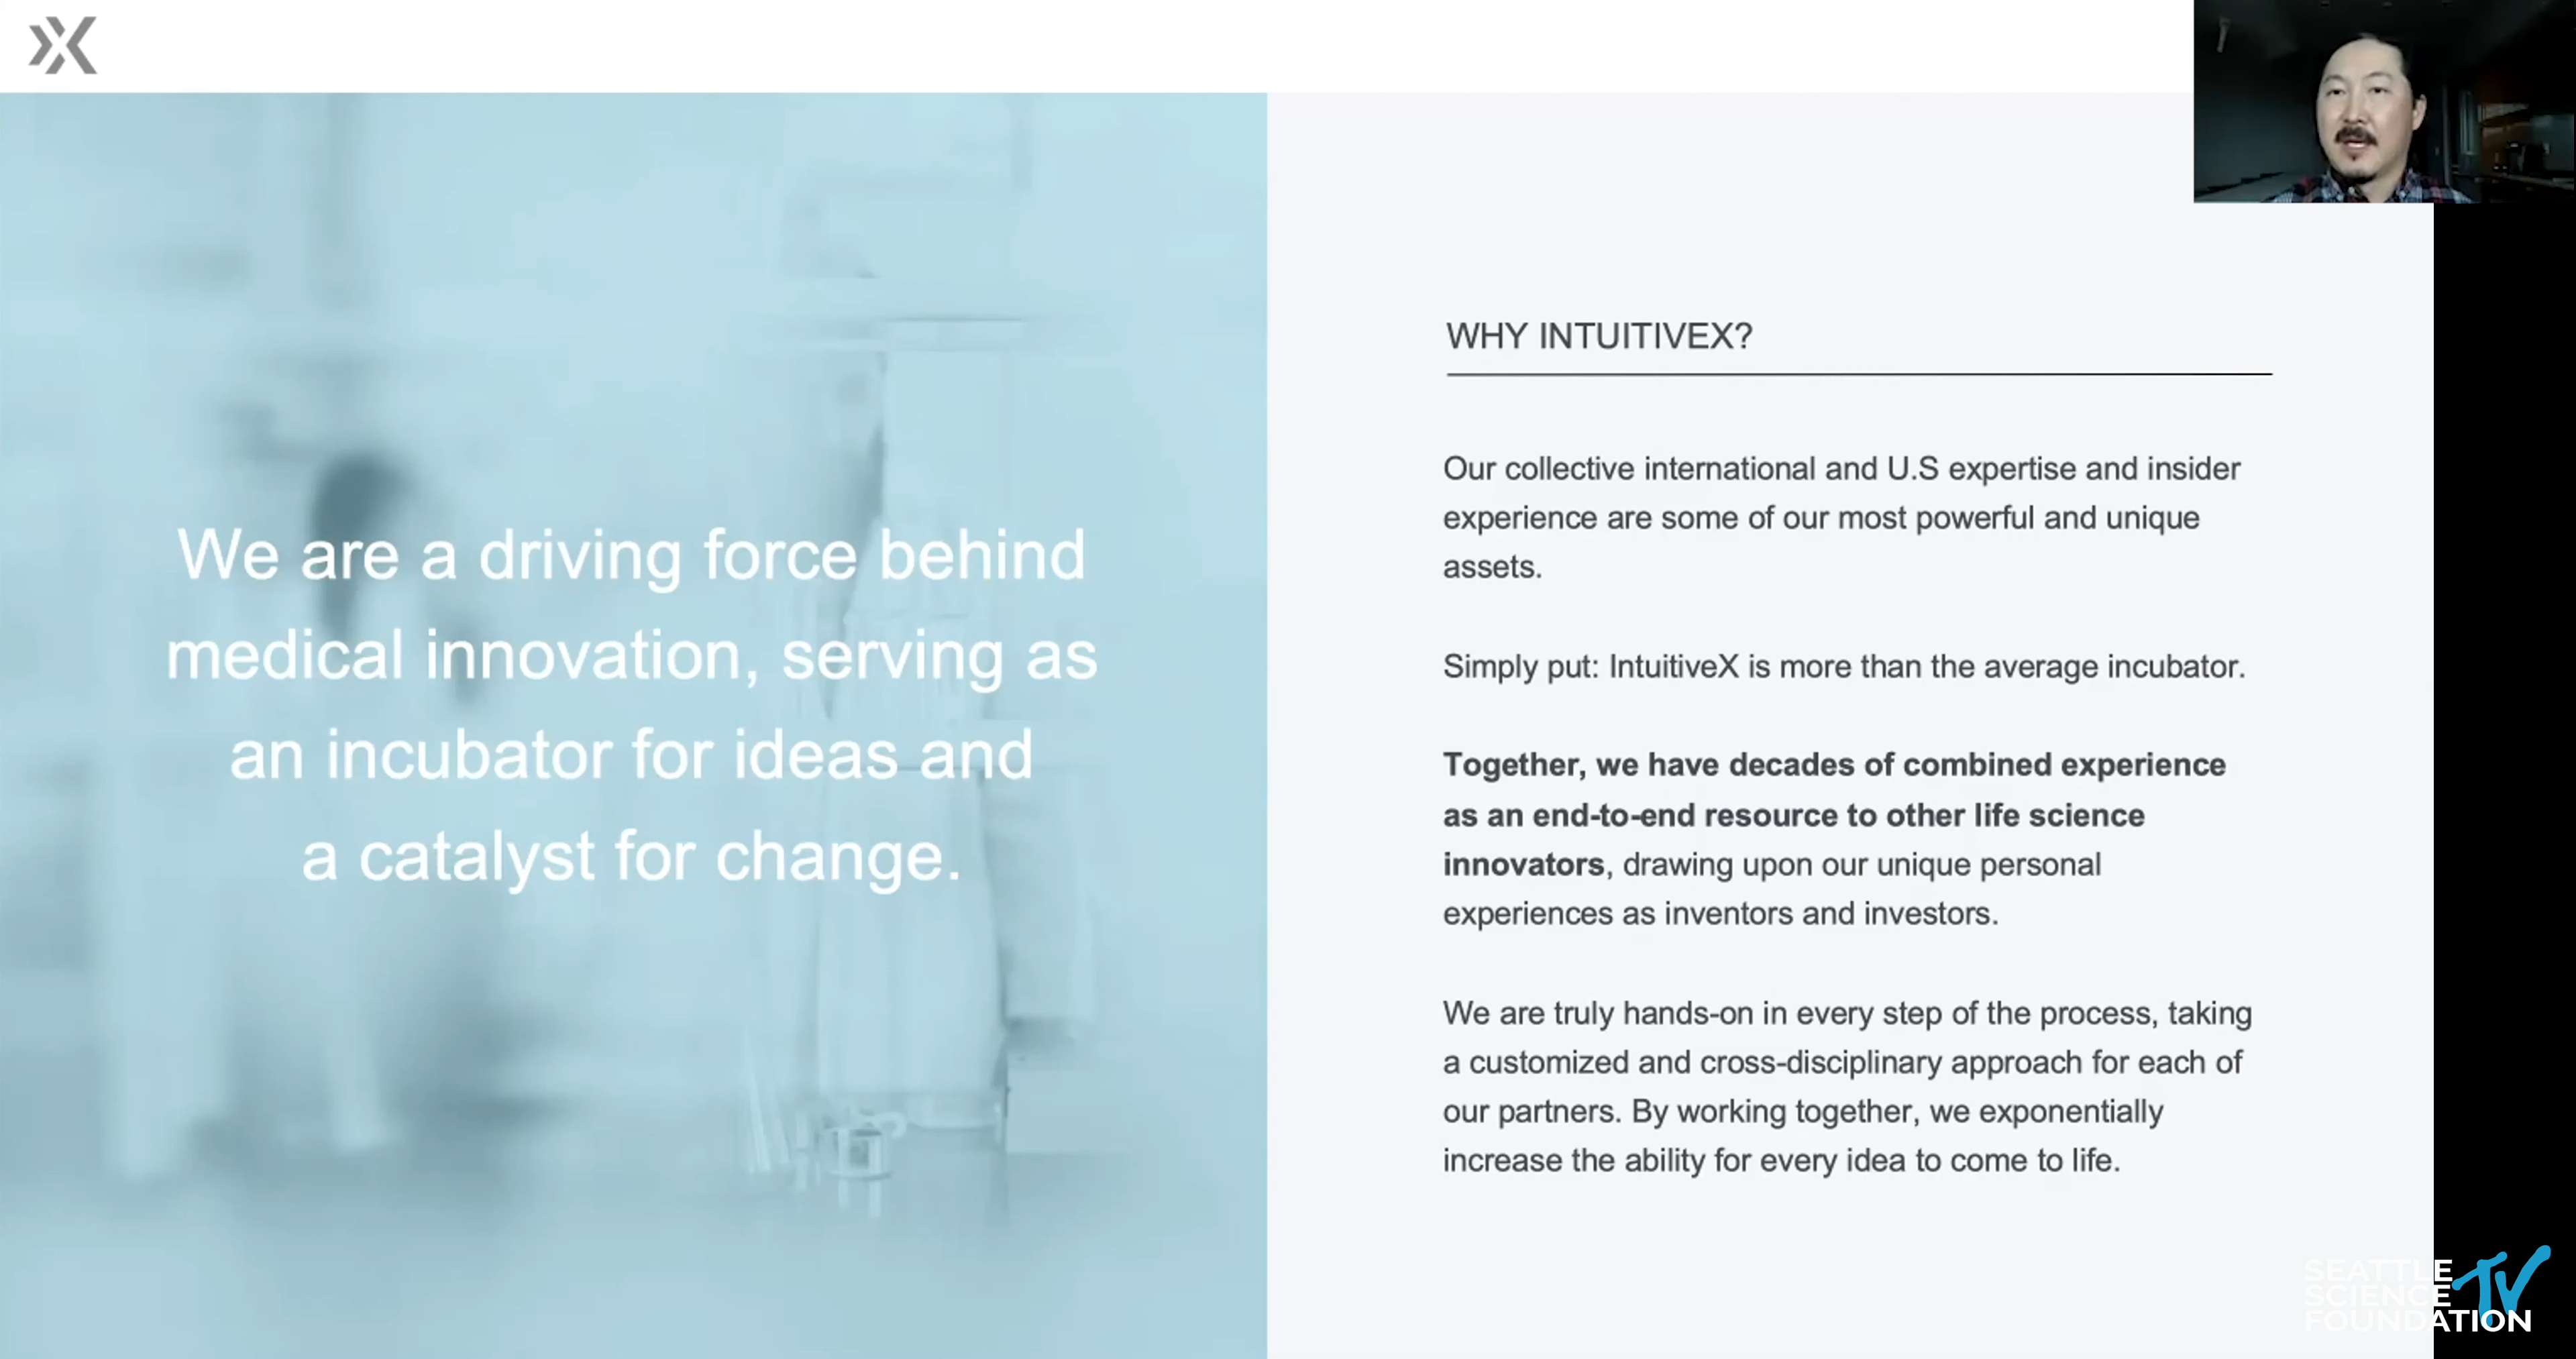 We are a driving force behind
medical innovation, serving as
an incubator for ideas and
a catalyst for change.
WHY INTUITIVEX?
Our collective international and U.S expertise and insider
experience are some of our most powerful and unique
assets.
Simply put: IntuitiveX is more than the average incubator.
Together, we have decades of combined experience
as an end-to-end resource to other life science
innovators, drawing upon our unique personal
experiences as inventors and investors.
We are truly hands-on in every step of the process, taking
a customized and cross-disciplinary approach for each of
our partners. By working together, we exponentially
increase the ability for every idea to come to life.
SEATTLE
SCIENCE
FOUNDATION
TV